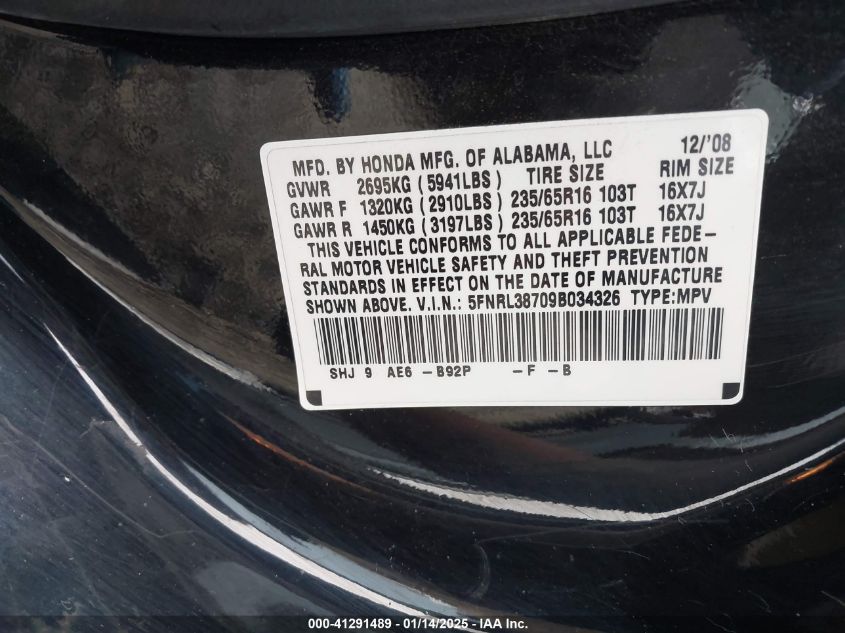 MFD. BY HONDA MFG. OF ALABAMA, LLC 12/'08
GVWR 2695KG (5941LBS) TIRE SIZE RIM SIZE
GAWR F 1320KG (2910LBS) 235/65R16 103T 16X7J
GAWR R 1450KG (3197LBS) 235/65R16 103T 16X7J
THIS VEHICLE CONFORMS TO ALL APPLICABLE FEDE-
RAL MOTOR VEHICLE SAFETY AND THEFT PREVENTION
STANDARDS IN EFFECT ON THE DATE OF MANUFACTURE
SHOWN ABOVE. V.I.N.: 5FNRL38709B034326 TYPE:MPV
SHJ 9 AE6 -B92P -F -B
000-41291489 - 01/14/2025 - IAA Inc.